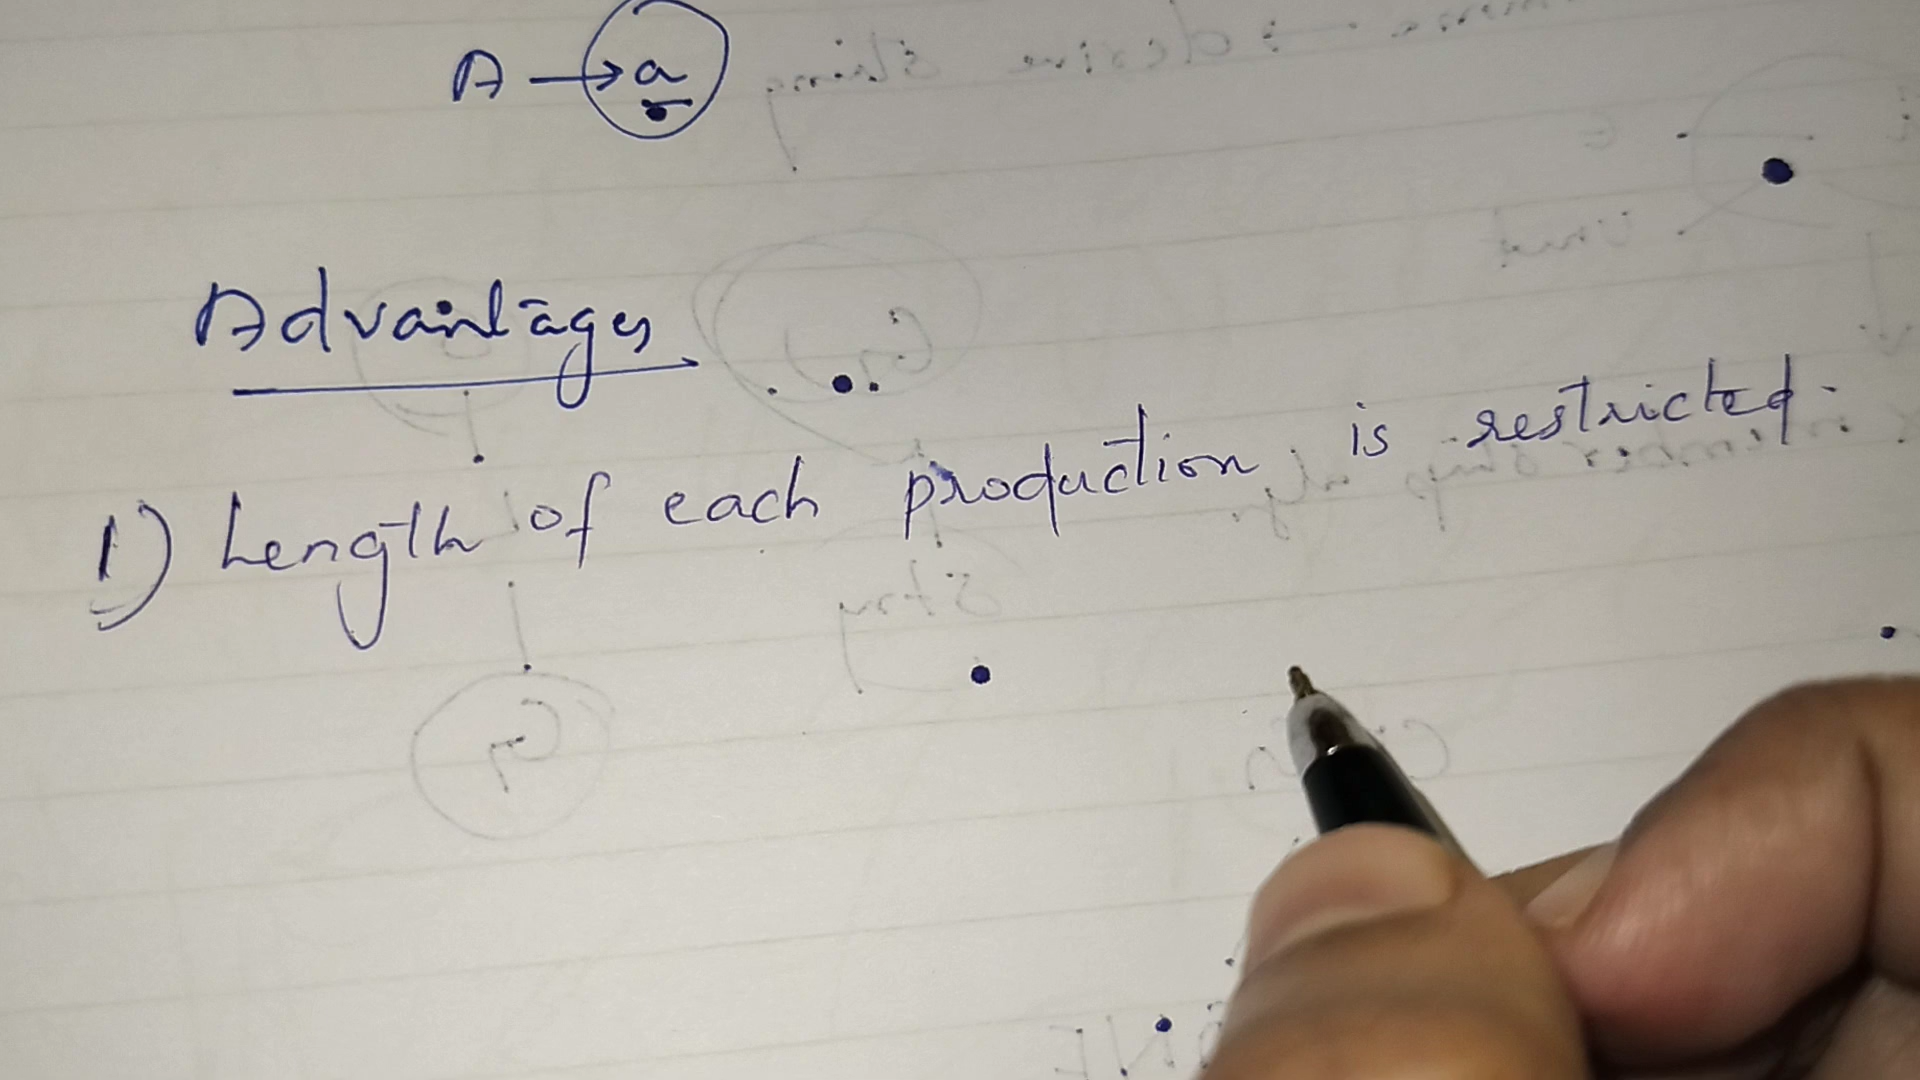 A → a
Advantages
1) Length of each production is restricted.